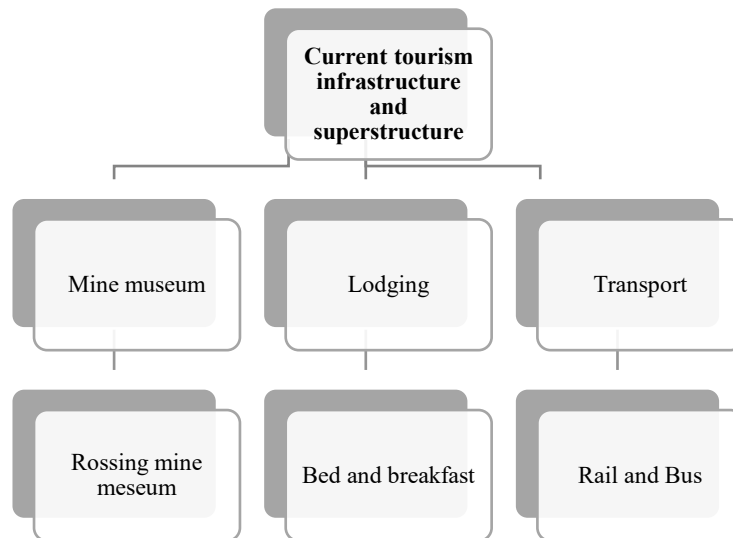 Current tourism
infrastructure
and
superstructure
Mine museum
Lodging
Transport
Rossing mine
meseum
Bed and breakfast
Rail and Bus